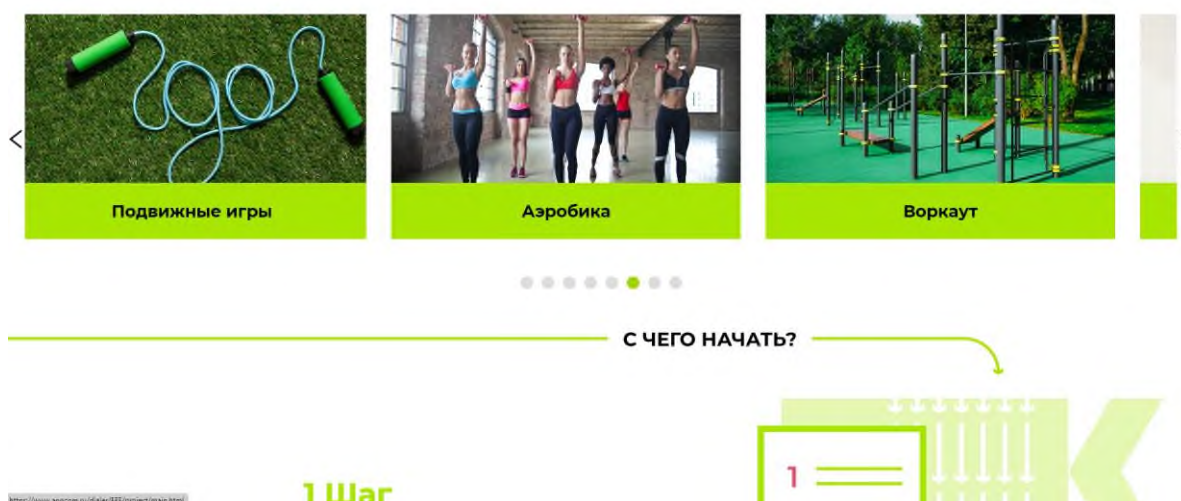 Подвижные игры
Аэробика
Воркаут
С ЧЕГО НАЧАТЬ?
1 Шаг
1